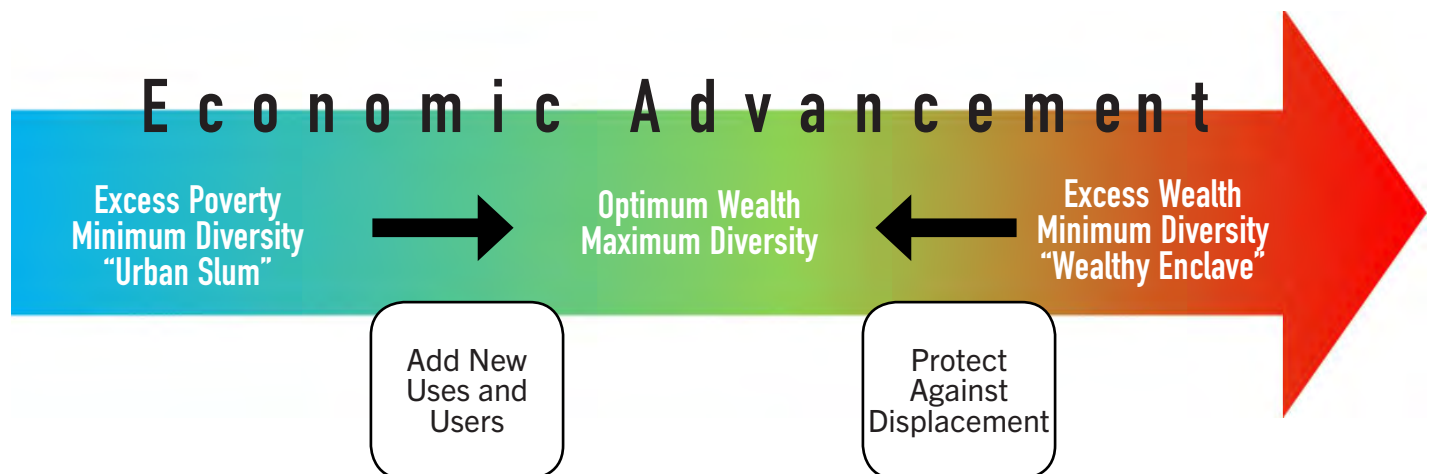 Economic Advancement
Excess Poverty
Minimum Diversity
“Urban Slum”
Optimum Wealth
Maximum Diversity
Excess Wealth
Minimum Diversity
“Wealthy Enclave”
Add New
Uses and
Users
Protect
Against
Displacement